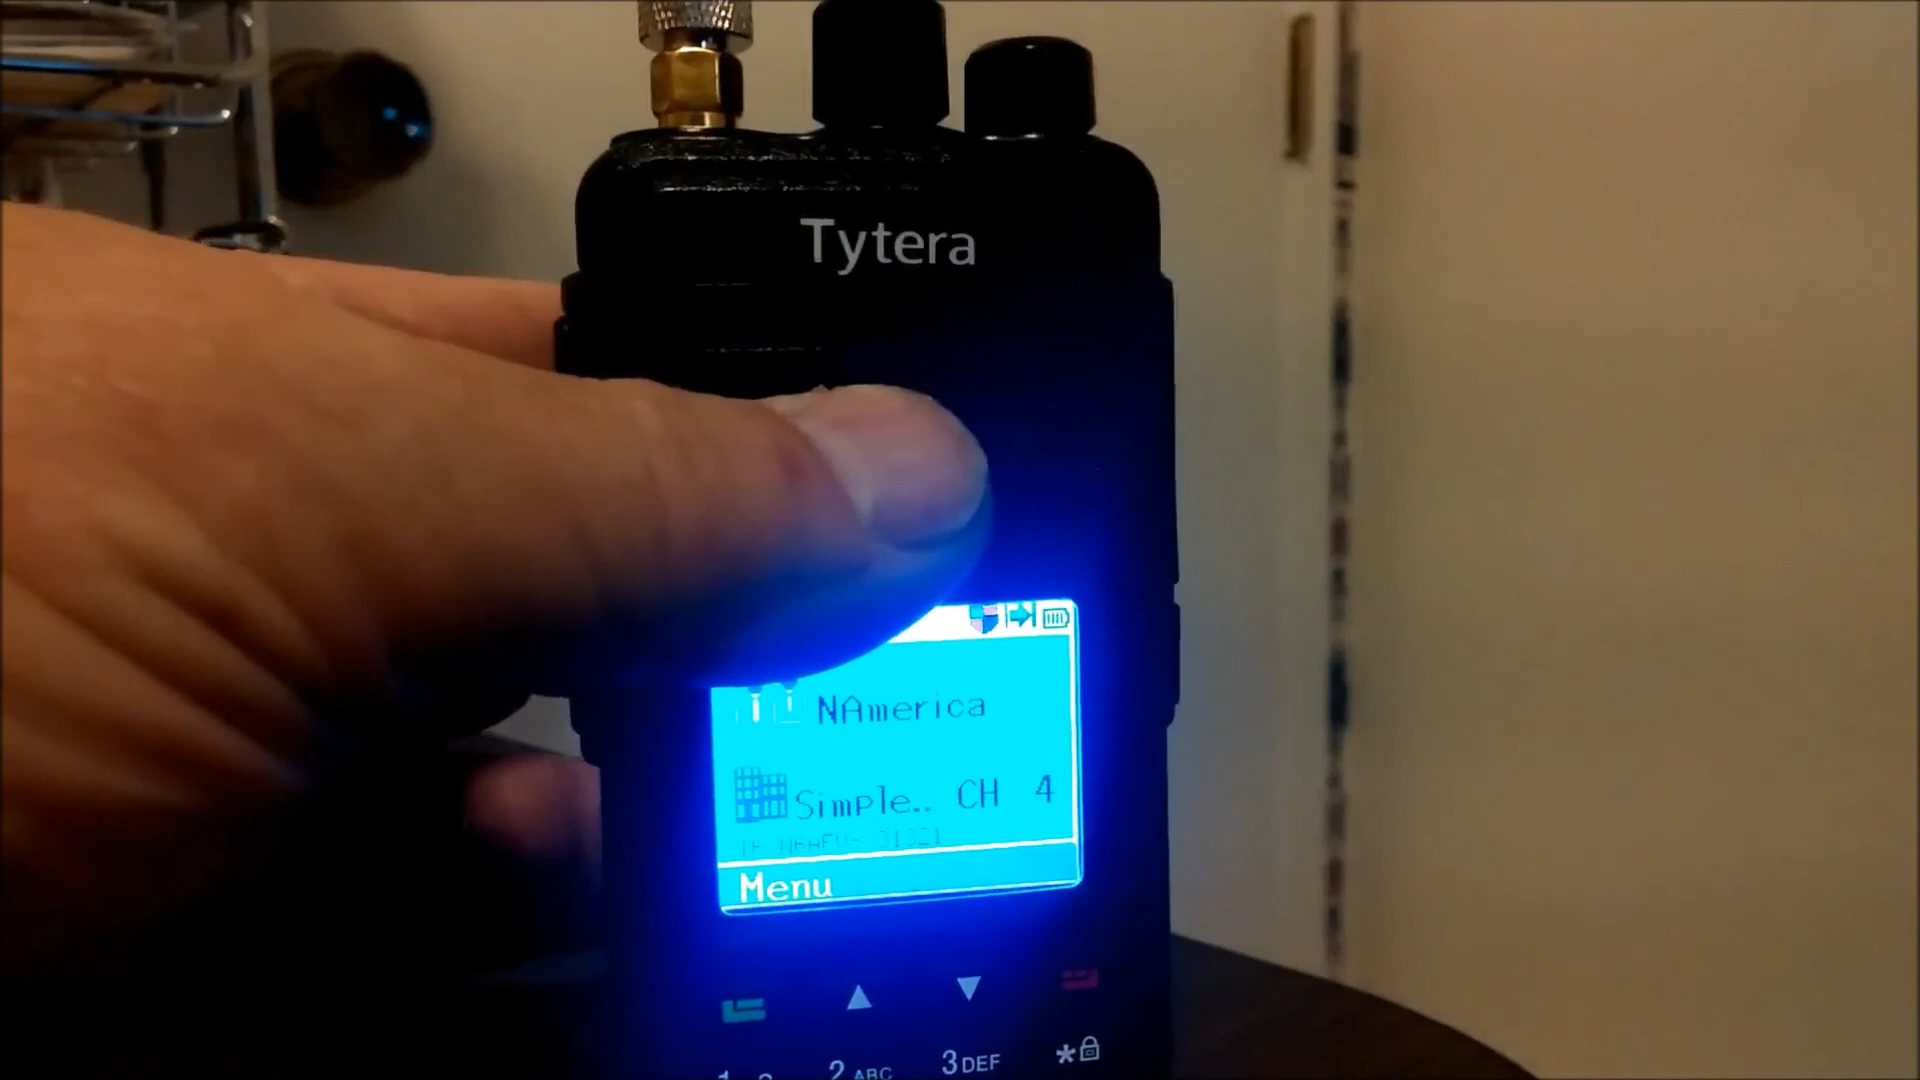 Tytera
NAmerica
Simple.. CH 4
Menu
2 ABC
3 DEF
*